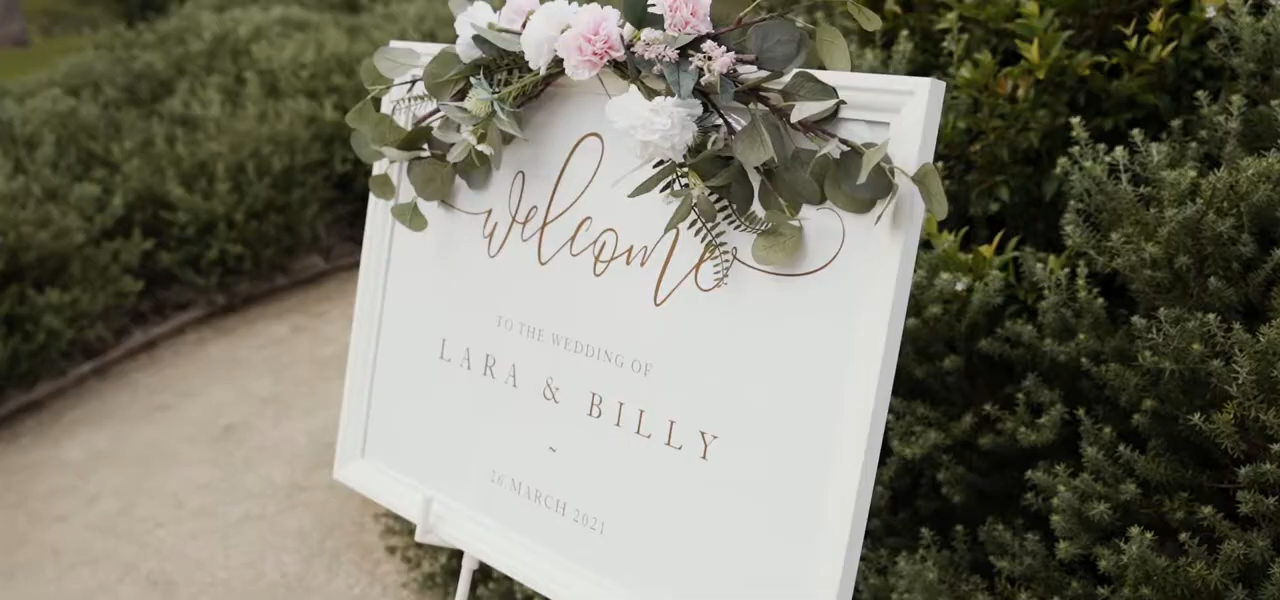 welcome
TO THE WEDDING OF
LARA & BILLY
~
26.MARCH 2021